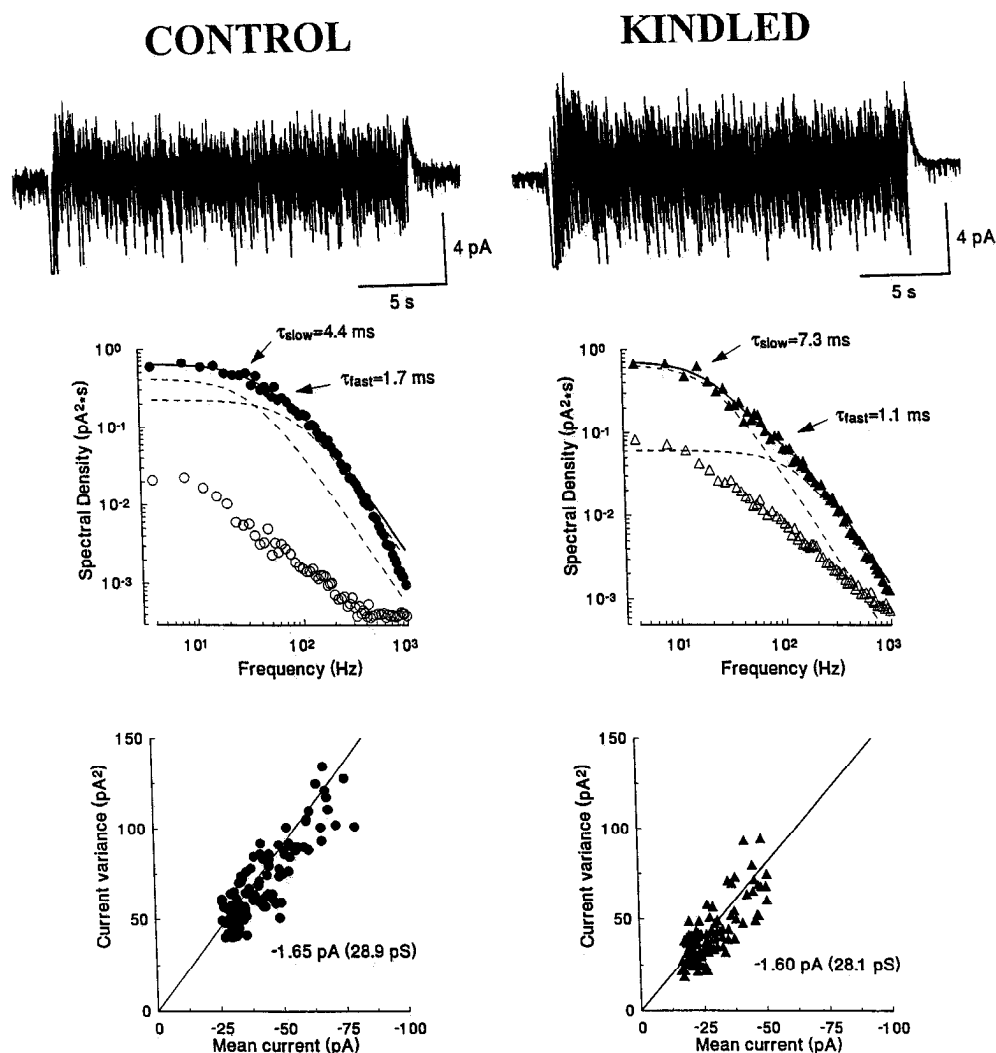 CONTROL
KINDLED
4 pA
5 s
4 pA
5 s
τslow=4.4 ms
τfast=1.7 ms
Spectral Density (pA²*s)
10⁰
10⁻¹
10⁻²
10⁻³
10¹
10²
10³
Frequency (Hz)
τslow=7.3 ms
τfast=1.1 ms
Spectral Density (pA²*s)
10⁰
10⁻¹
10⁻²
10⁻³
10¹
10²
10³
Frequency (Hz)
Current variance (pA²)
150
100
50
0
-1.65 pA (28.9 pS)
0 -25 -50 -75 -100
Mean current (pA)
Current variance (pA²)
150
100
50
0
-1.60 pA (28.1 pS)
0 -25 -50 -75 -100
Mean current (pA)